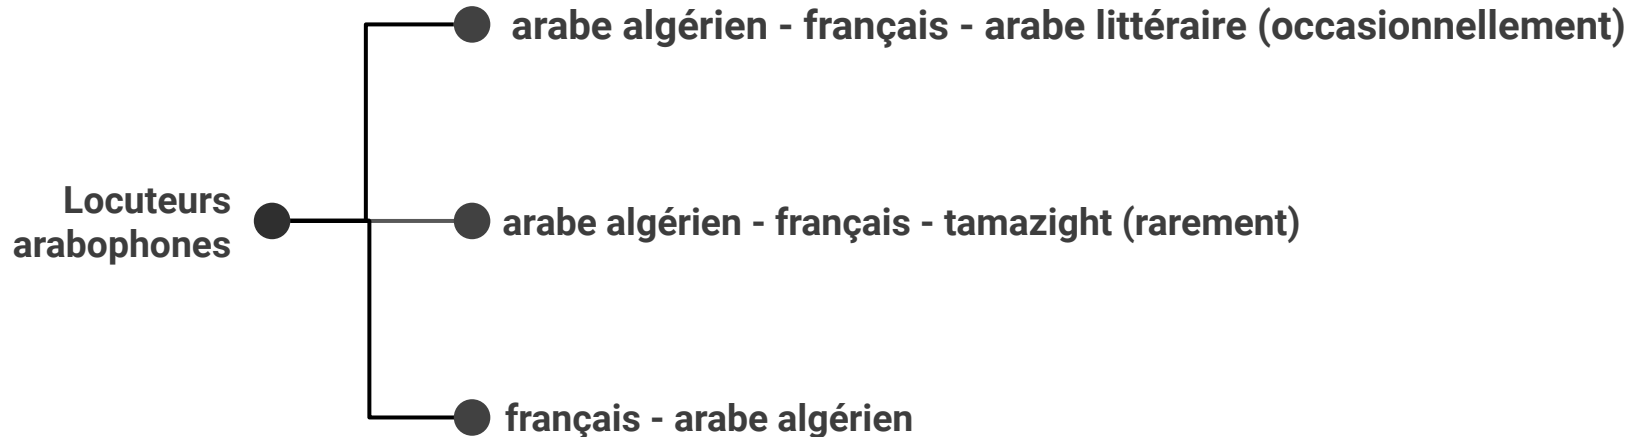 arabe algérien - français - arabe littéraire (occasionnellement)
Locuteurs
arabophones
arabe algérien - français - tamazight (rarement)
français - arabe algérien